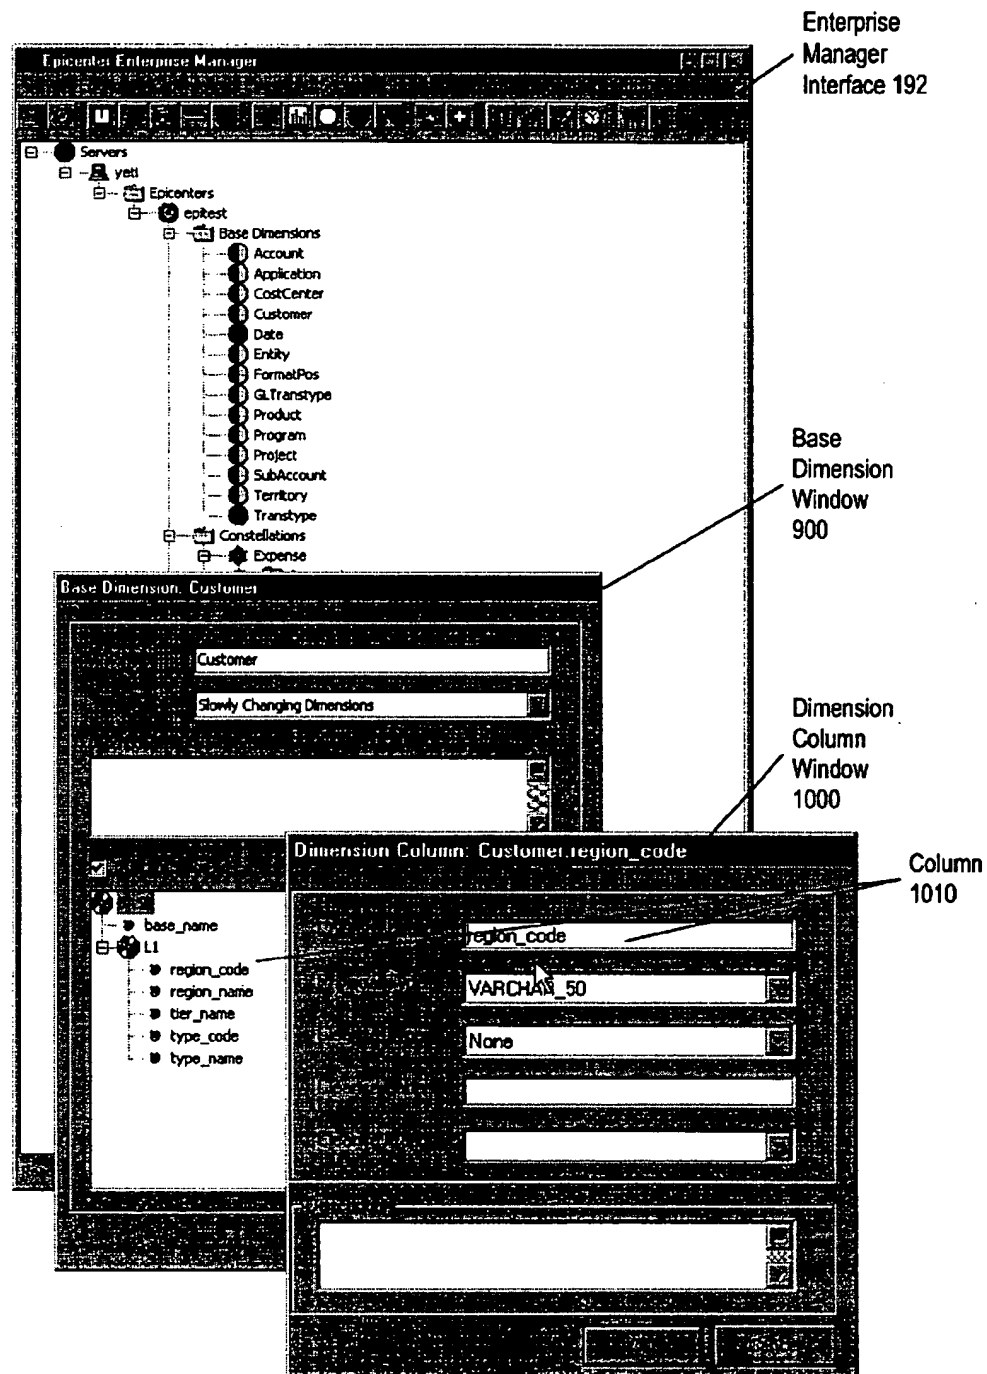 Enterprise
Manager
Interface 192
Epicenter Enterprise Manager
Servers
yeti
Epicenters
epitest
Base Dimensions
Account
Application
CostCenter
Customer
Date
Entity
FormatPos
GLTranstype
Product
Program
Project
SubAccount
Territory
Transtype
Constellations
Expense
Base
Dimension
Window
900
Base Dimension: Customer
Customer
Slowly Changing Dimensions
Dimension
Column
Window
1000
Dimension Column: Customer.region_code
Column
1010
base_name
L1
region_code
region_name
tier_name
type_code
type_name
region_code
VARCHAR_50
None